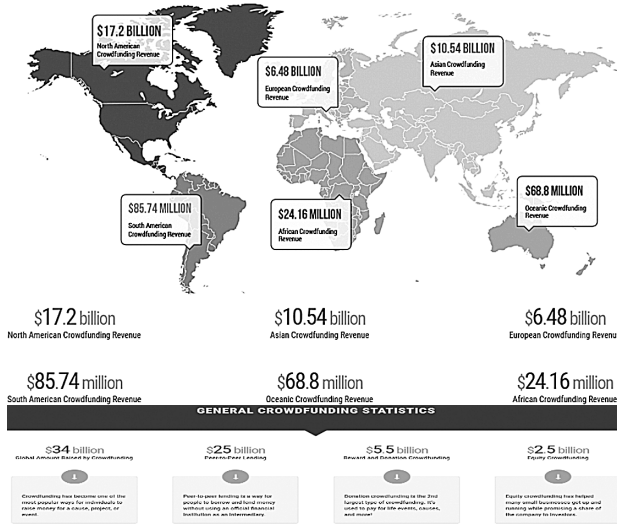 $17.2 BILLION
North American
Crowdfunding Revenue
$6.48 BILLION
European Crowdfunding
Revenue
$10.54 BILLION
Asian Crowdfunding
Revenue
$85.74 MILLION
South American
Crowdfunding Revenue
$24.16 MILLION
African Crowdfunding
Revenue
$68.8 MILLION
Oceanic Crowdfunding
Revenue
$17.2 billion
North American Crowdfunding Revenue
$10.54 billion
Asian Crowdfunding Revenue
$6.48 billion
European Crowdfunding Revenue
$85.74 million
South American Crowdfunding Revenue
$68.8 million
Oceanic Crowdfunding Revenue
$24.16 million
African Crowdfunding Revenue
GENERAL CROWDFUNDING STATISTICS
$34 billion
Global Amount Raised by Crowdfunding
Crowdfunding has become one of the
most popular ways for individuals to
raise money for a cause, project, or
event.
$25 billion
Peer-to-Peer Lending
Peer-to-peer lending is a way for
people to borrow and lend money
without using an official financial
institution as an intermediary.
$5.5 billion
Reward and Donation Crowdfunding
Donation crowdfunding is the 2nd
largest type of crowdfunding. It's
used to pay for life events, causes,
and more!
$2.5 billion
Equity Crowdfunding
Equity crowdfunding has helped
many small businesses get up and
running while promising a share of
the company to investors.